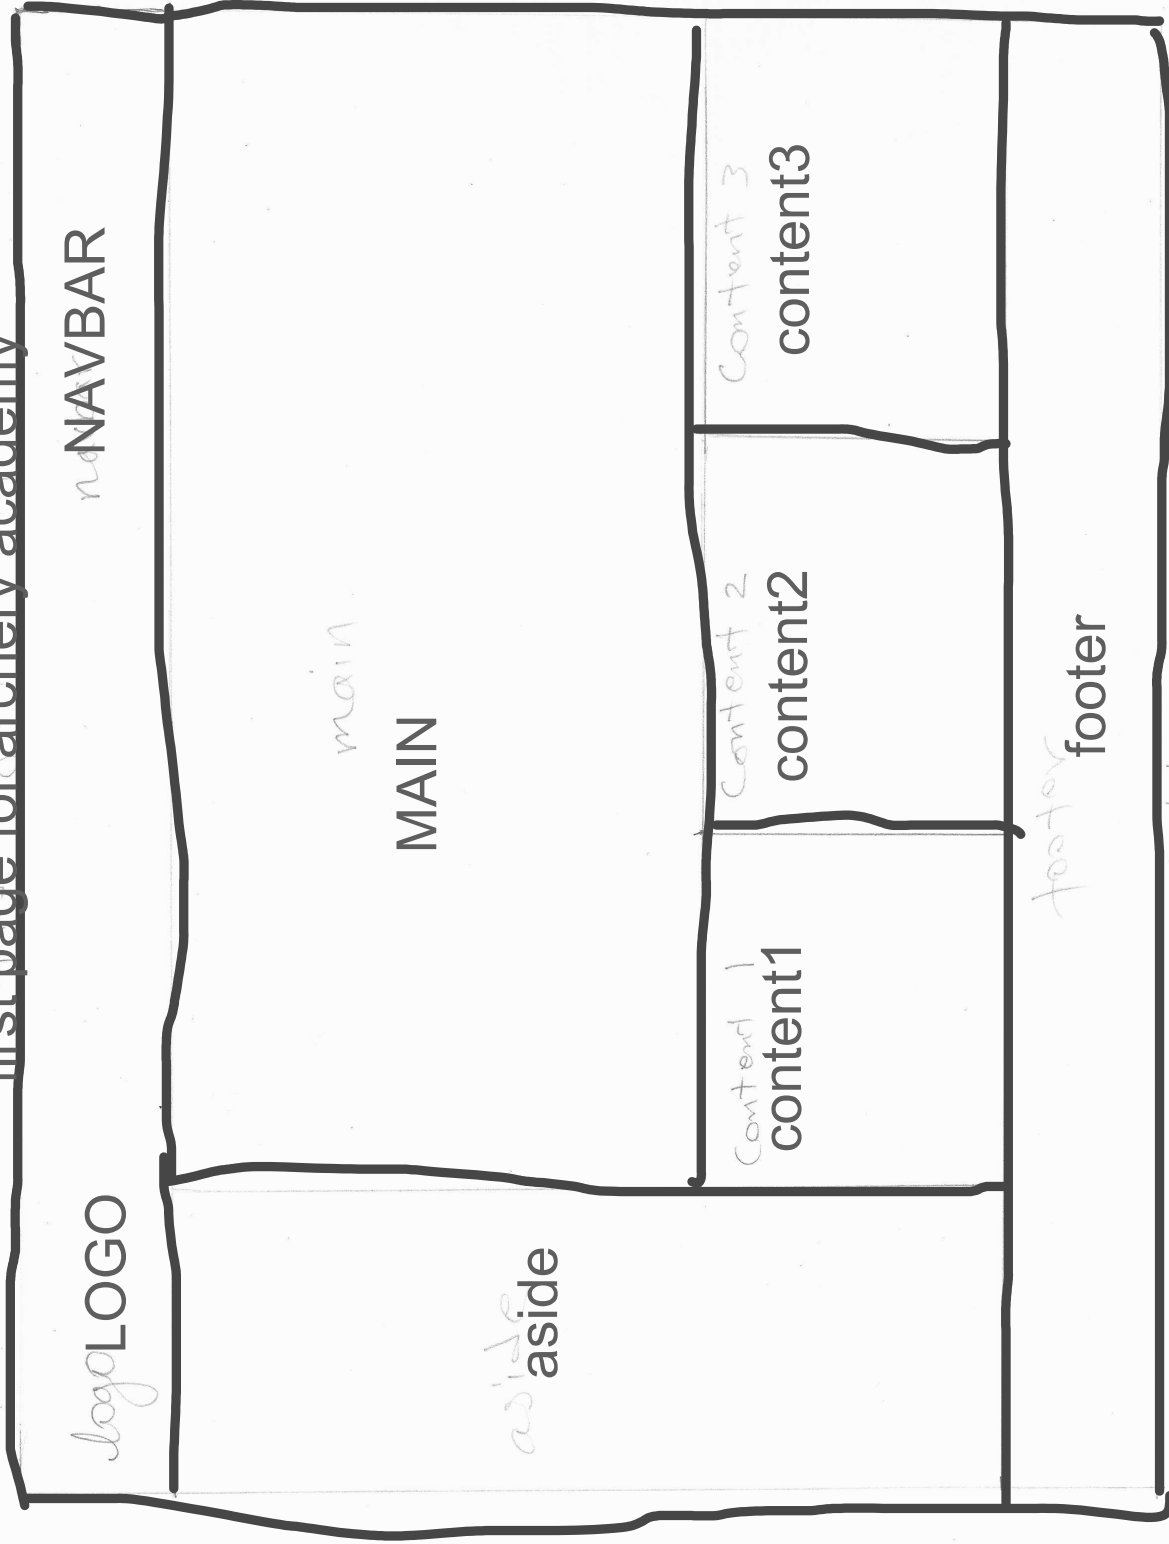 first page for archery academy
logo LOGO
navbar NAVBAR
main
MAIN
aside
aside
content 1
content 2
content 3
content1
content2
content3
footer
footer